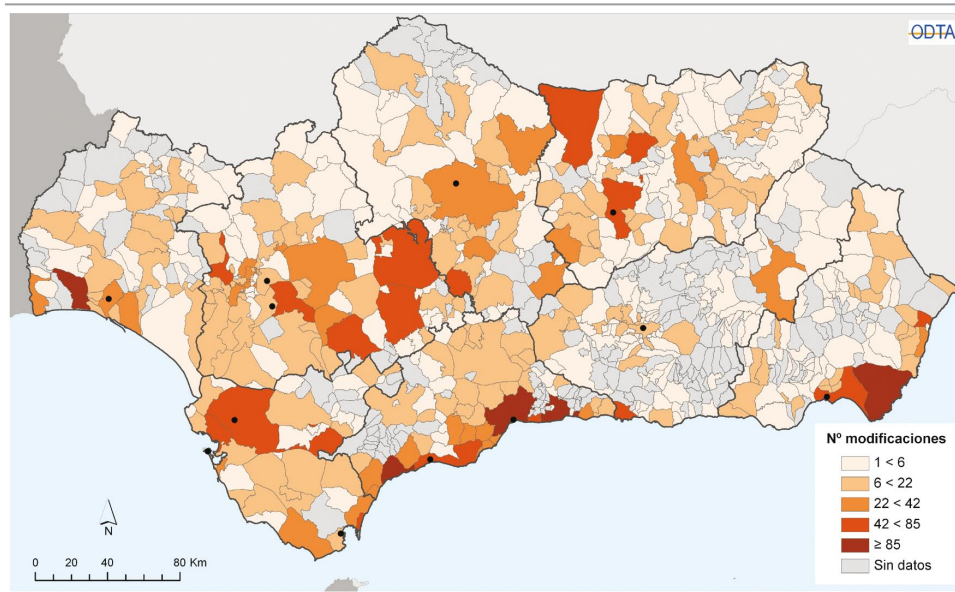 ODTA
Nº modificaciones
1 < 6
6 < 22
22 < 42
42 < 85
≥ 85
Sin datos
N
0 20 40 80 Km